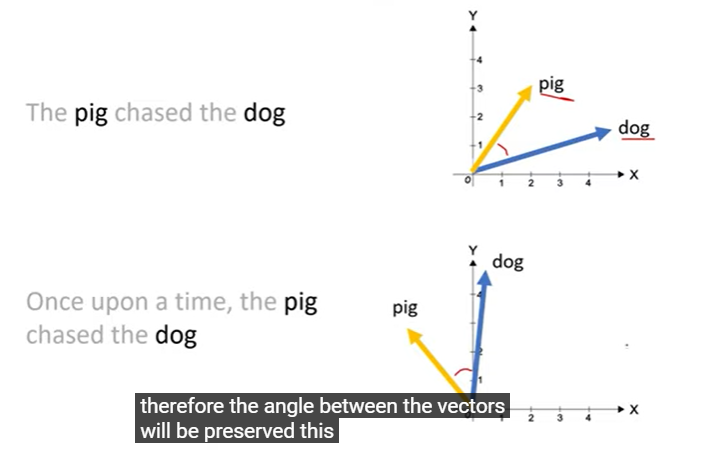 Y
4
3
pig
The pig chased the dog
2
dog
1
X
0
1
2
3
4
Y
dog
Once upon a time, the pig
pig
4
chased the dog
2
1
therefore the angle between the vectors
X
2
3
4
will be preserved this